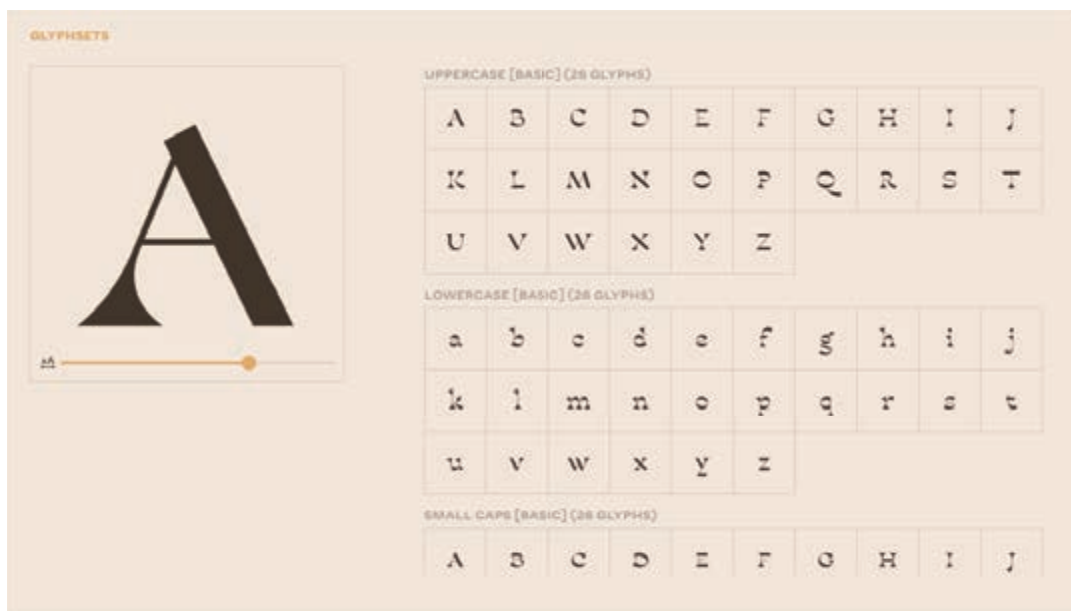 GLYPHSETS
A
UPPERCASE [BASIC] (26 GLYPHS)
A B C D E F G H I J
K L M N O P Q R S T
U V W X Y Z
LOWERCASE [BASIC] (26 GLYPHS)
a b c d e f g h i j
k l m n o p q r s t
u v w x y z
SMALL CAPS [BASIC] (26 GLYPHS)
A B C D E F G H I J